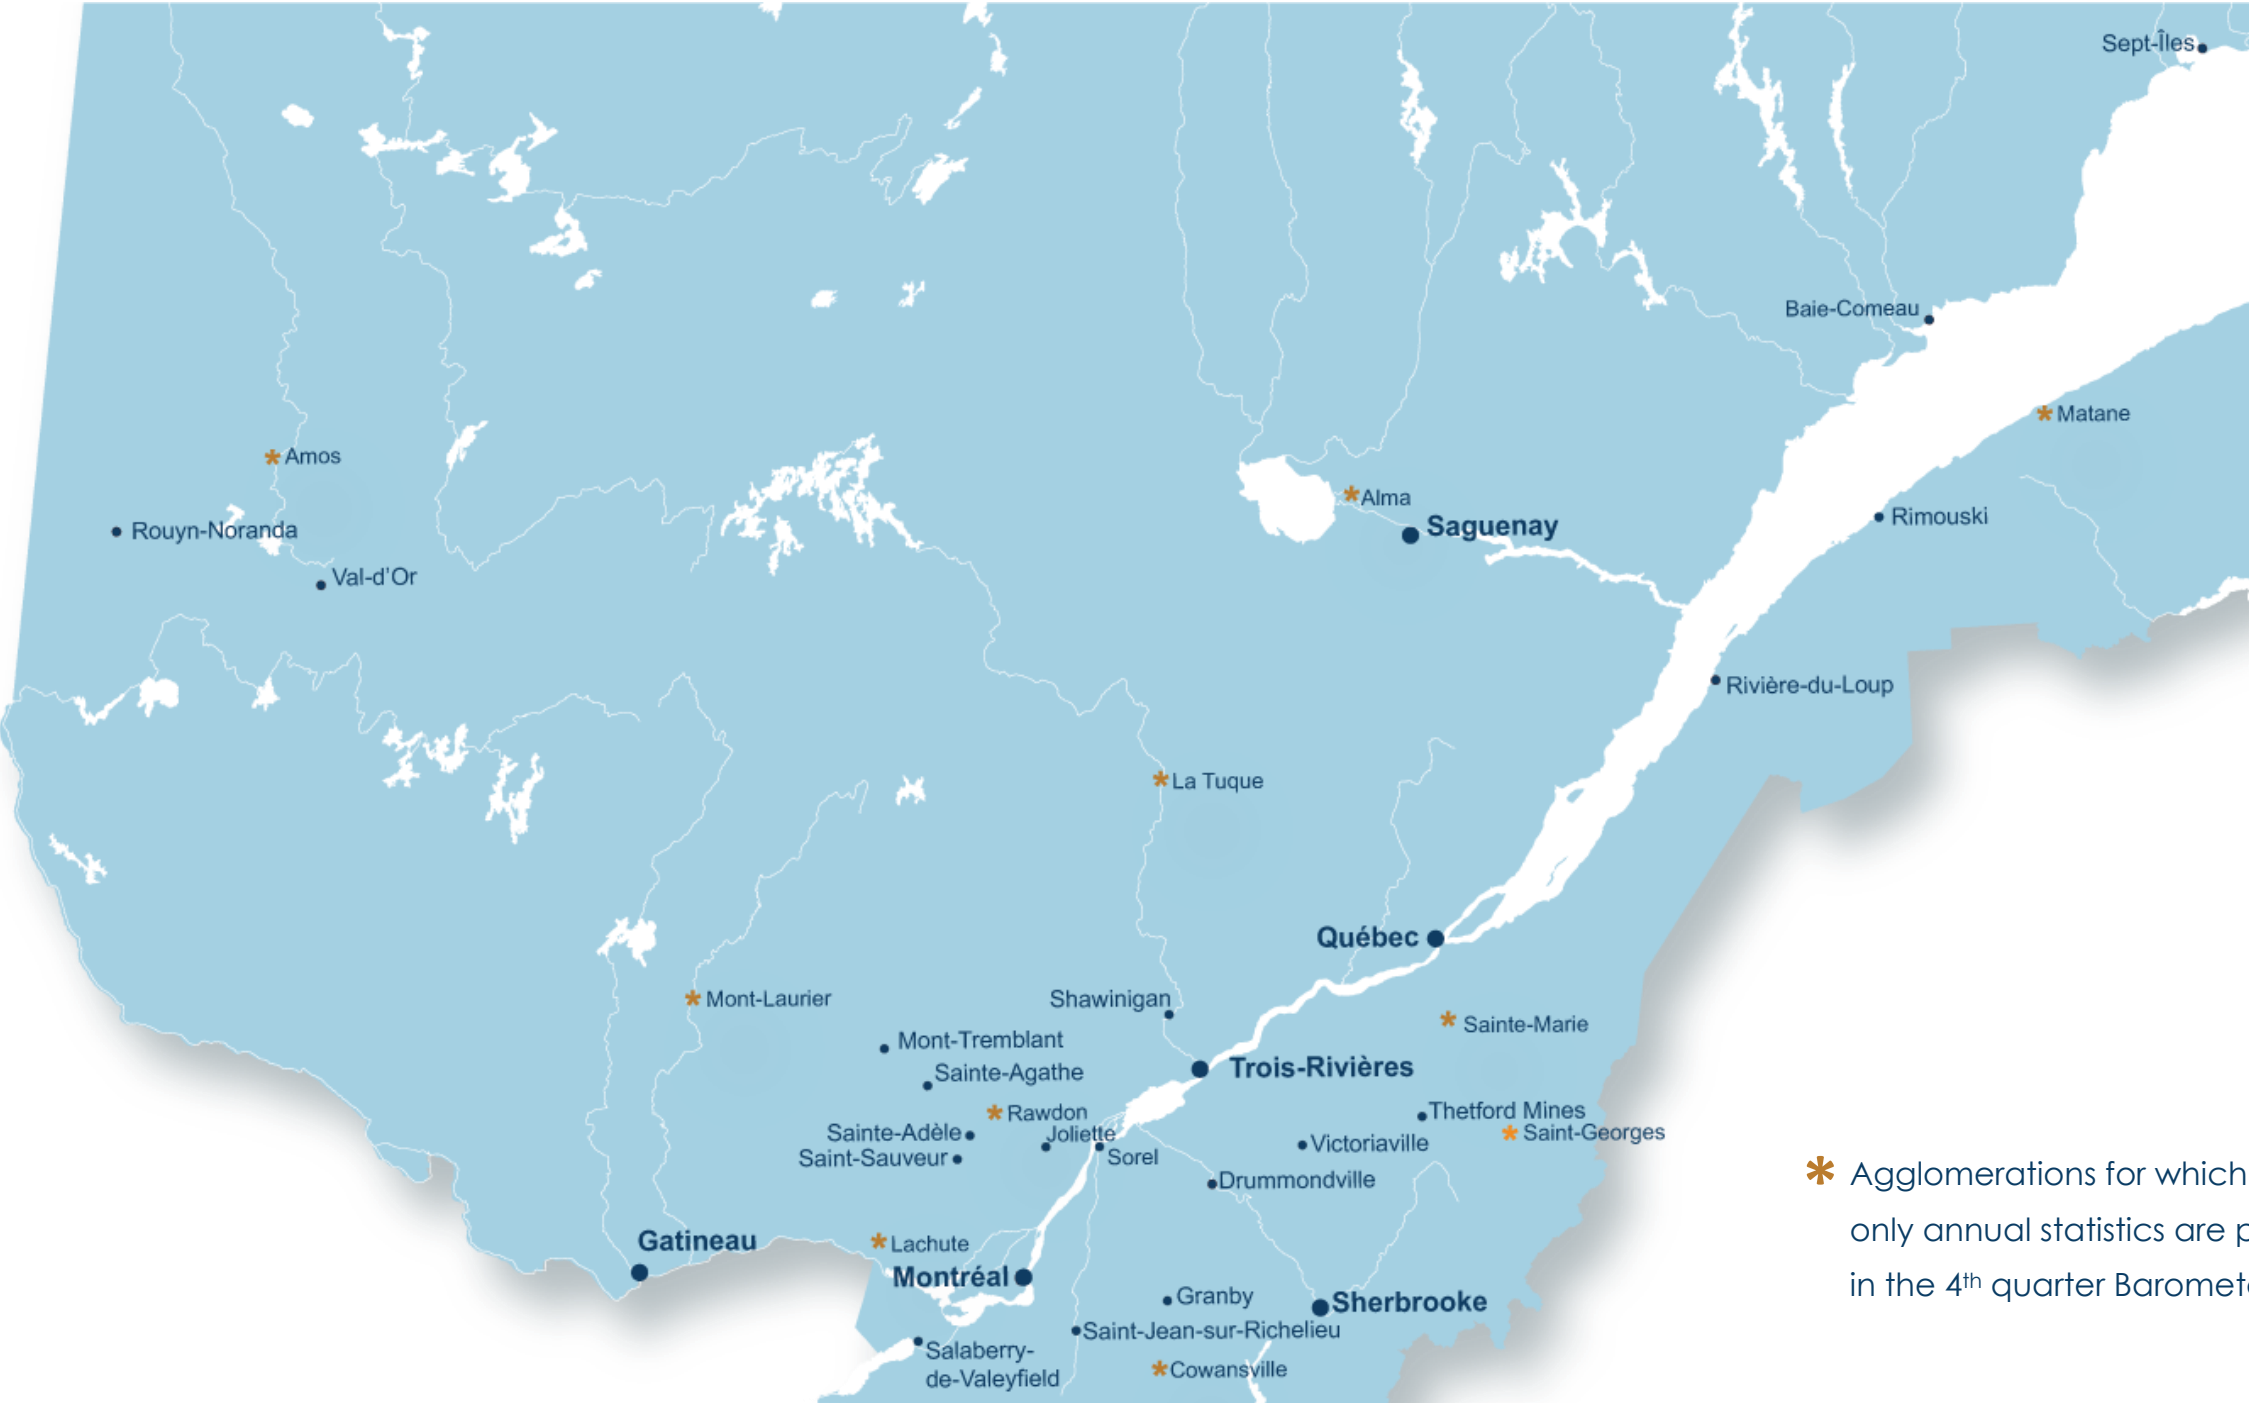 Sept-Îles
Baie-Comeau
Matane
Amos
Alma
Rimouski
Saguenay
Rouyn-Noranda
Val-d'Or
Rivière-du-Loup
La Tuque
Québec
Mont-Laurier
Shawinigan
Sainte-Marie
Mont-Tremblant
Trois-Rivières
Sainte-Agathe
Rawdon
Thetford Mines
Sainte-Adèle
Joliette
Saint-Georges
Victoriaville
Saint-Sauveur
Sorel
Drummondville
Agglomerations for which
only annual statistics are
in the 4th quarter
Gatineau
Lachute
Montréal
Granby
Sherbrooke
Saint-Jean-sur-Richelieu
Salaberry-
de-Valeyfield
Cowansville